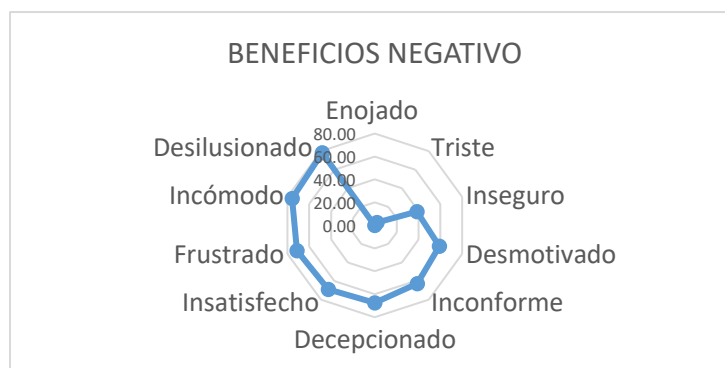 BENEFICIOS NEGATIVO
Enojado
80.00
Desilusionado
60.00
Triste
40.00
Incómodo
20.00
Inseguro
0.00
Frustrado
Desmotivado
Insatisfecho
Inconforme
Decepcionado